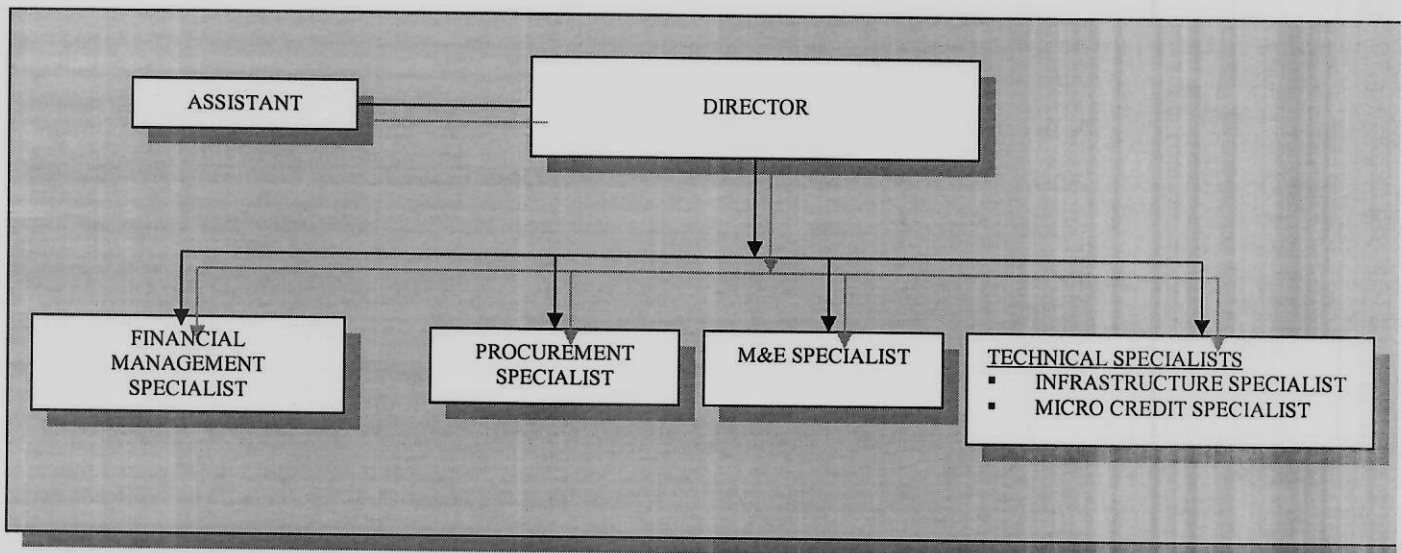 ASSISTANT
DIRECTOR
FINANCIAL
MANAGEMENT
SPECIALIST
PROCUREMENT
SPECIALIST
M&E SPECIALIST
TECHNICAL SPECIALISTS
▪ INFRASTRUCTURE SPECIALIST
▪ MICRO CREDIT SPECIALIST